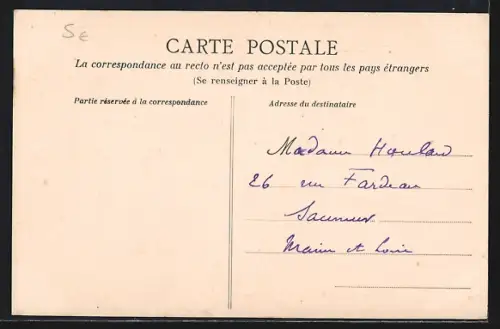 5€
CARTE POSTALE
La correspondance au recto n'est pas acceptée par tous les pays étrangers
(Se renseigner à la Poste)
Partie réservée à la correspondance
Adresse du destinataire
Madame Houlard
26 rue Fardeau
Saumur
Maine et Loire